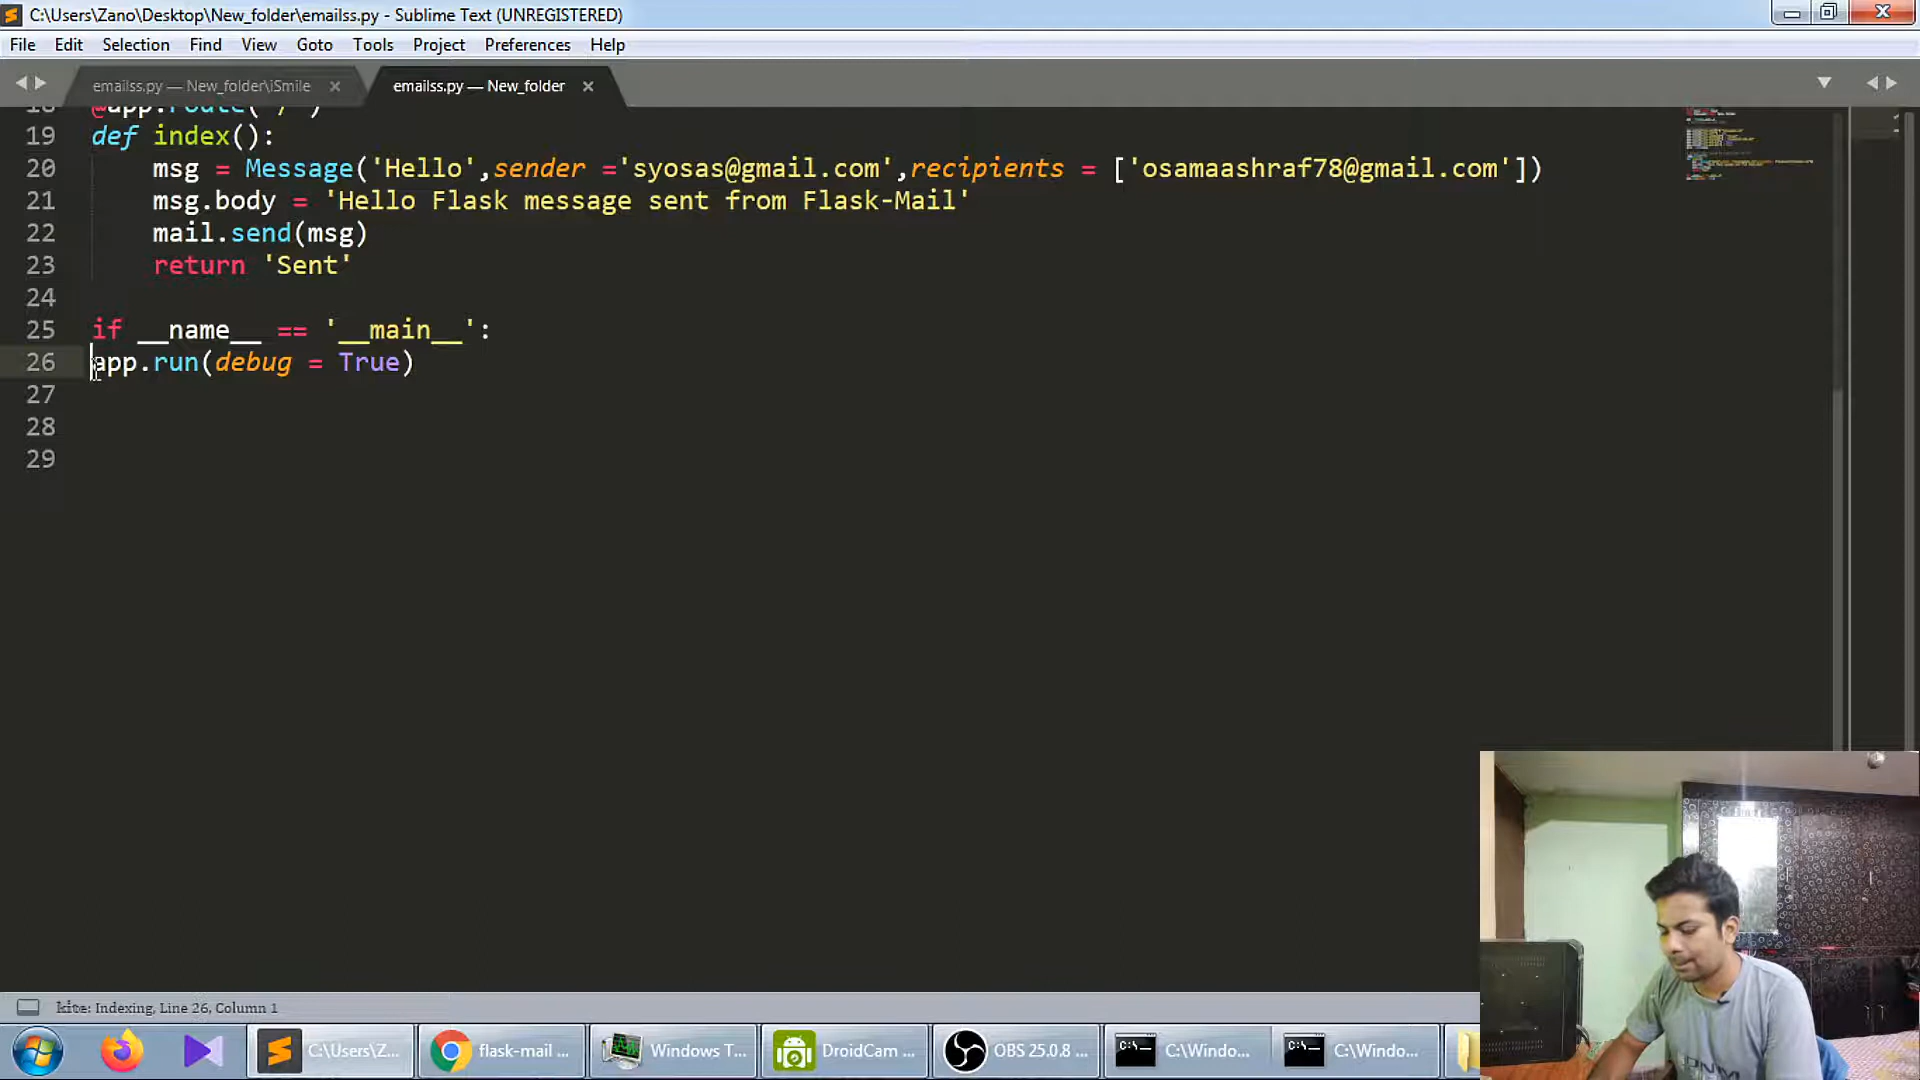 C:\Users\Zano\Desktop\New_folder\emailss.py - Sublime Text (UNREGISTERED)
File Edit Selection Find View Goto Tools Project Preferences Help
emailss.py — New_folder\iSmile emailss.py — New_folder
18 @app.route('/')
19 def index():
20 msg = Message('Hello',sender ='syosas@gmail.com',recipients = ['osamaashraf78@gmail.com'])
21 msg.body = 'Hello Flask message sent from Flask-Mail'
22 mail.send(msg)
23 return 'Sent'
24
25 if __name__ == '__main__':
26 app.run(debug = True)
27
28
29
kite: Indexing, Line 26, Column 1
C:\Users\Z... flask-mail ... Windows T... DroidCam ... OBS 25.0.8 ... C:\Windo... C:\Windo...